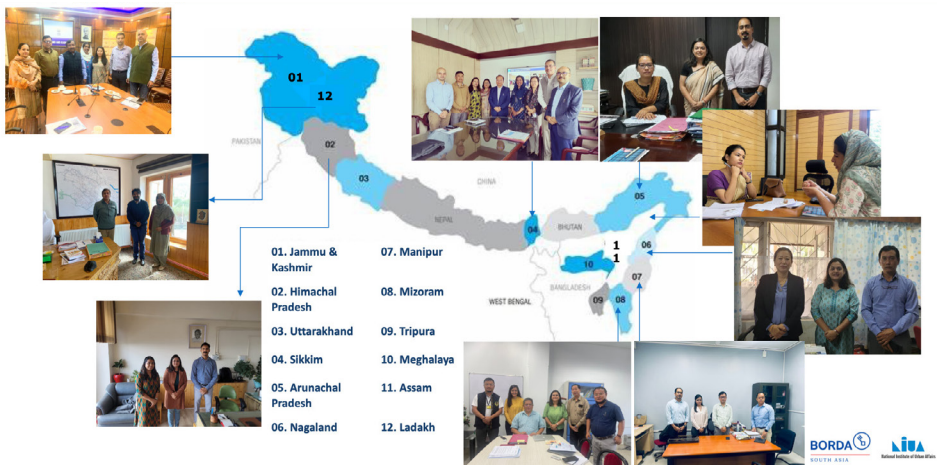 01
12
PAKISTAN
02
03
CHINA
NEPAL
04
BHUTAN
05
06
1
1
10
BANGLADESH
07
WEST BENGAL
09
08
01. Jammu &
Kashmir
02. Himachal
Pradesh
03. Uttarakhand
04. Sikkim
05. Arunachal
Pradesh
06. Nagaland
07. Manipur
08. Mizoram
09. Tripura
10. Meghalaya
11. Assam
12. Ladakh
BORDA
SOUTH ASIA
NIUA
National Institute of Urban Affairs